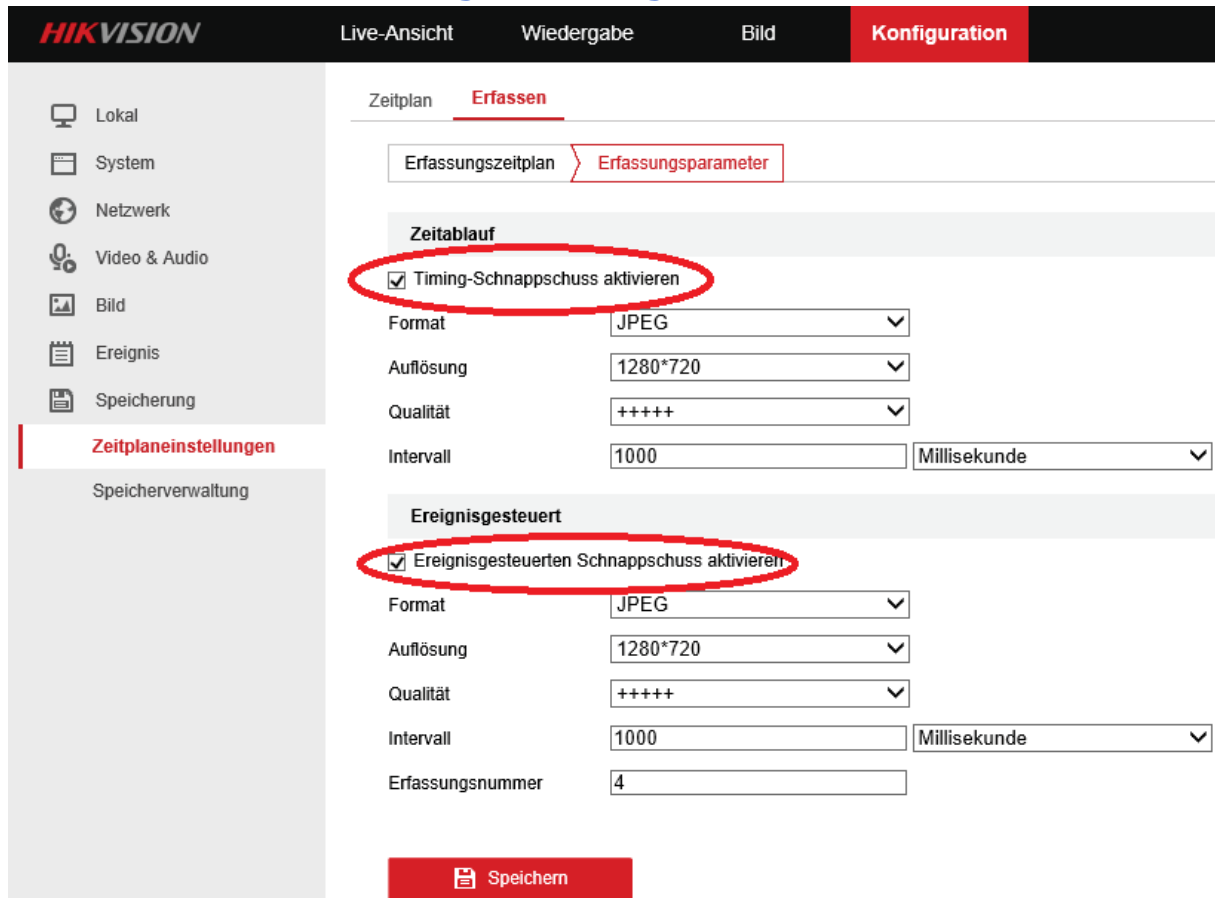 HIKVISION
Live-Ansicht Wiedergabe Bild Konfiguration
Lokal
System
Netzwerk
Video & Audio
Bild
Ereignis
Speicherung
Zeitplaneinstellungen
Speicherverwaltung
Zeitplan Erfassen
Erfassungszeitplan Erfassungsparameter
Zeitablauf
Timing-Schnappschuss aktivieren
Format JPEG
Auflösung 1280*720
Qualität +++++
Intervall 1000 Millisekunde
Ereignisgesteuert
Ereignisgesteuerten Schnappschuss aktivieren
Format JPEG
Auflösung 1280*720
Qualität +++++
Intervall 1000 Millisekunde
Erfassungsnummer 4
Speichern